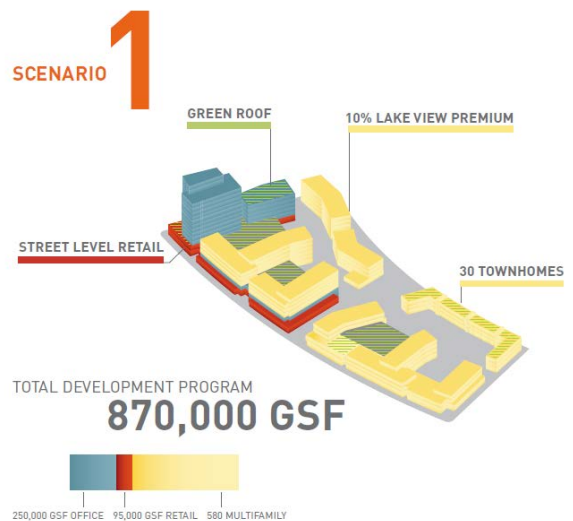 SCENARIO 1
GREEN ROOF
10% LAKE VIEW PREMIUM
STREET LEVEL RETAIL
30 TOWNHOMES
TOTAL DEVELOPMENT PROGRAM
870,000 GSF
250,000 GSF OFFICE 95,000 GSF RETAIL 580 MULTIFAMILY